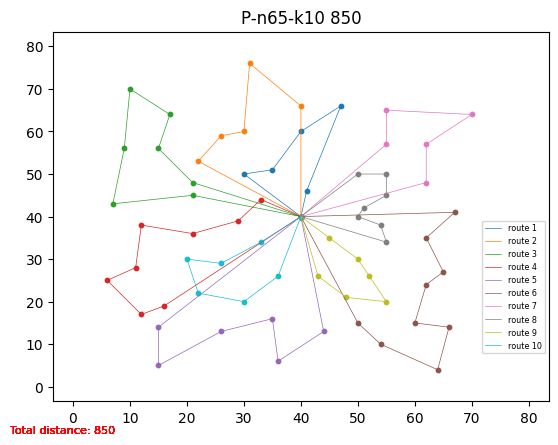 P-n65-k10 850
80
70
60
50
40
30
20
10
0
0 10 20 30 40 50 60 70 80
route 1
route 2
route 3
route 4
route 5
route 6
route 7
route 8
route 9
route 10
Total distance: 850